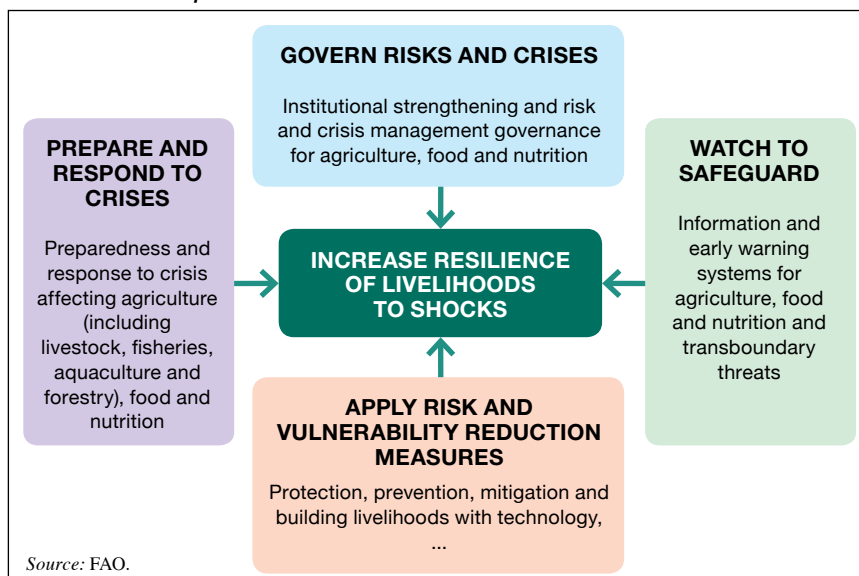 GOVERN RISKS AND CRISES
Institutional strengthening and risk
and crisis management governance
for agriculture, food and nutrition
PREPARE AND
RESPOND TO
CRISES
Preparedness and
response to crisis
affecting agriculture
(including
livestock, fisheries,
aquaculture and
forestry), food and
nutrition
INCREASE RESILIENCE
OF LIVELIHOODS
TO SHOCKS
WATCH TO
SAFEGUARD
Information and
early warning
systems for
agriculture, food
and nutrition and
transboundary
threats
APPLY RISK AND
VULNERABILITY REDUCTION
MEASURES
Protection, prevention, mitigation and
building livelihoods with technology,
...
Source: FAO.